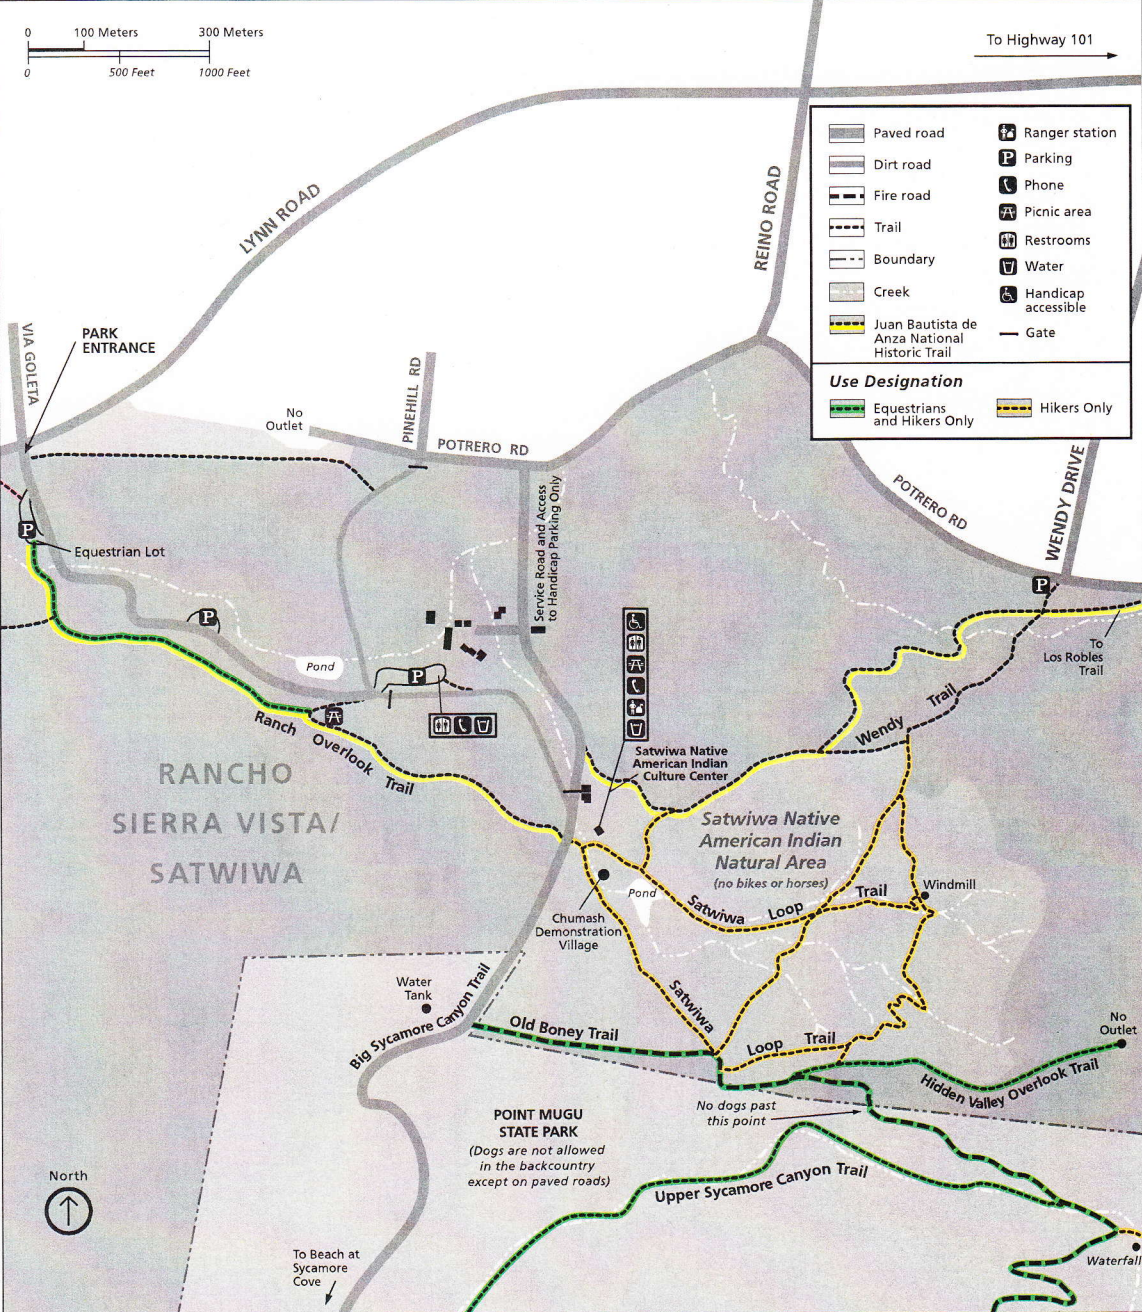 0 100 Meters 300 Meters
0 500 Feet 1000 Feet
To Highway 101
LYNN ROAD
REINO ROAD
Paved road
Dirt road
Fire road
Trail
Boundary
Creek
Juan Bautista de
Anza National
Historic Trail
Ranger station
P Parking
Phone
Picnic area
Restrooms
Water
Handicap
accessible
Gate
Use Designation
Equestrians
and Hikers Only
Hikers Only
VIA GOLETA
PARK
ENTRANCE
No
Outlet
PINEHILL RD
POTRERO RD
POTRERO RD
WENDY DRIVE
Service Road and Access
to Handicap Parking Only
P
Equestrian Lot
P
P
P
Pond
To
Los Robles
Trail
Ranch Overlook Trail
Wendy Trail
Satwiwa Native
American Indian
Culture Center
RANCHO
SIERRA VISTA/
SATWIWA
Satwiwa Native
American Indian
Natural Area
(no bikes or horses)
Pond
Windmill
Satwiwa Loop Trail
Chumash
Demonstration
Village
Water
Tank
Big Sycamore Canyon Trail
Satwiwa
Loop Trail
Old Boney Trail
No
Outlet
Hidden Valley Overlook Trail
No dogs past
this point
POINT MUGU
STATE PARK
(Dogs are not allowed
in the backcountry
except on paved roads)
Upper Sycamore Canyon Trail
North
To Beach at
Sycamore
Cove
Waterfall